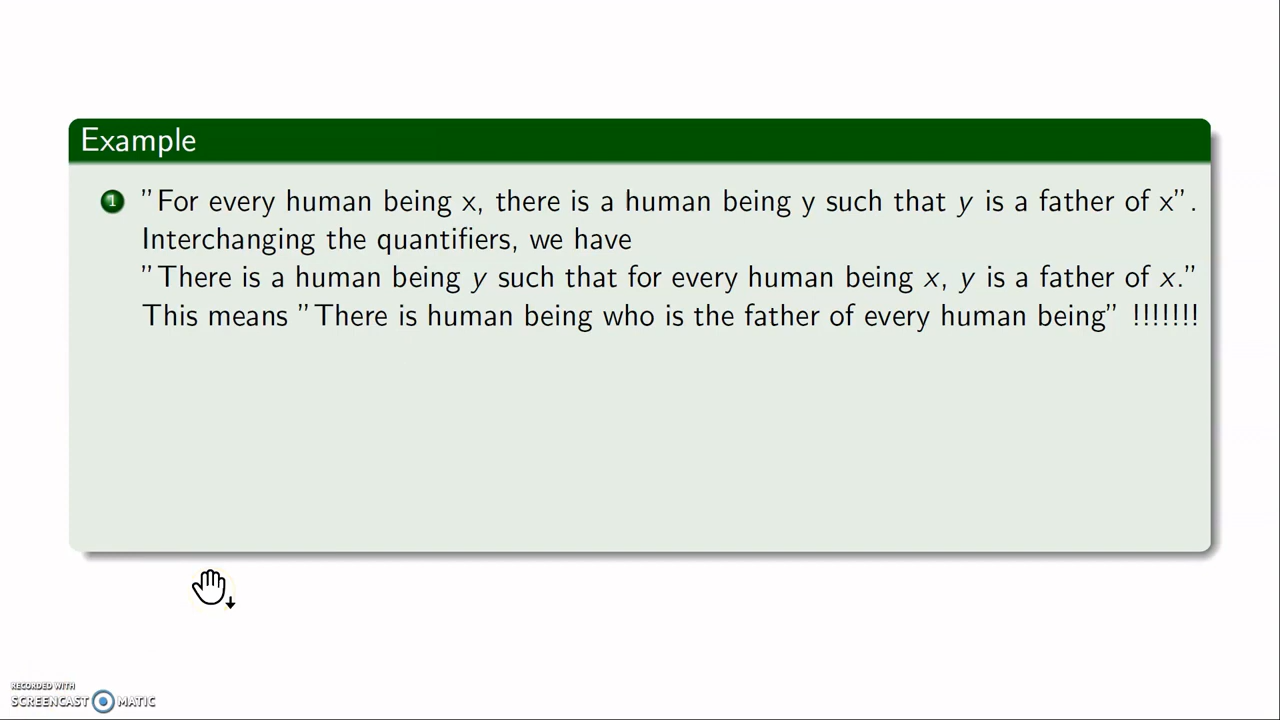 Example
1 "For every human being x, there is a human being y such that y is a father of x".
Interchanging the quantifiers, we have
"There is a human being y such that for every human being x, y is a father of x."
This means "There is human being who is the father of every human being" !!!!!!!
RECORDED WITH
SCREENCAST MATIC